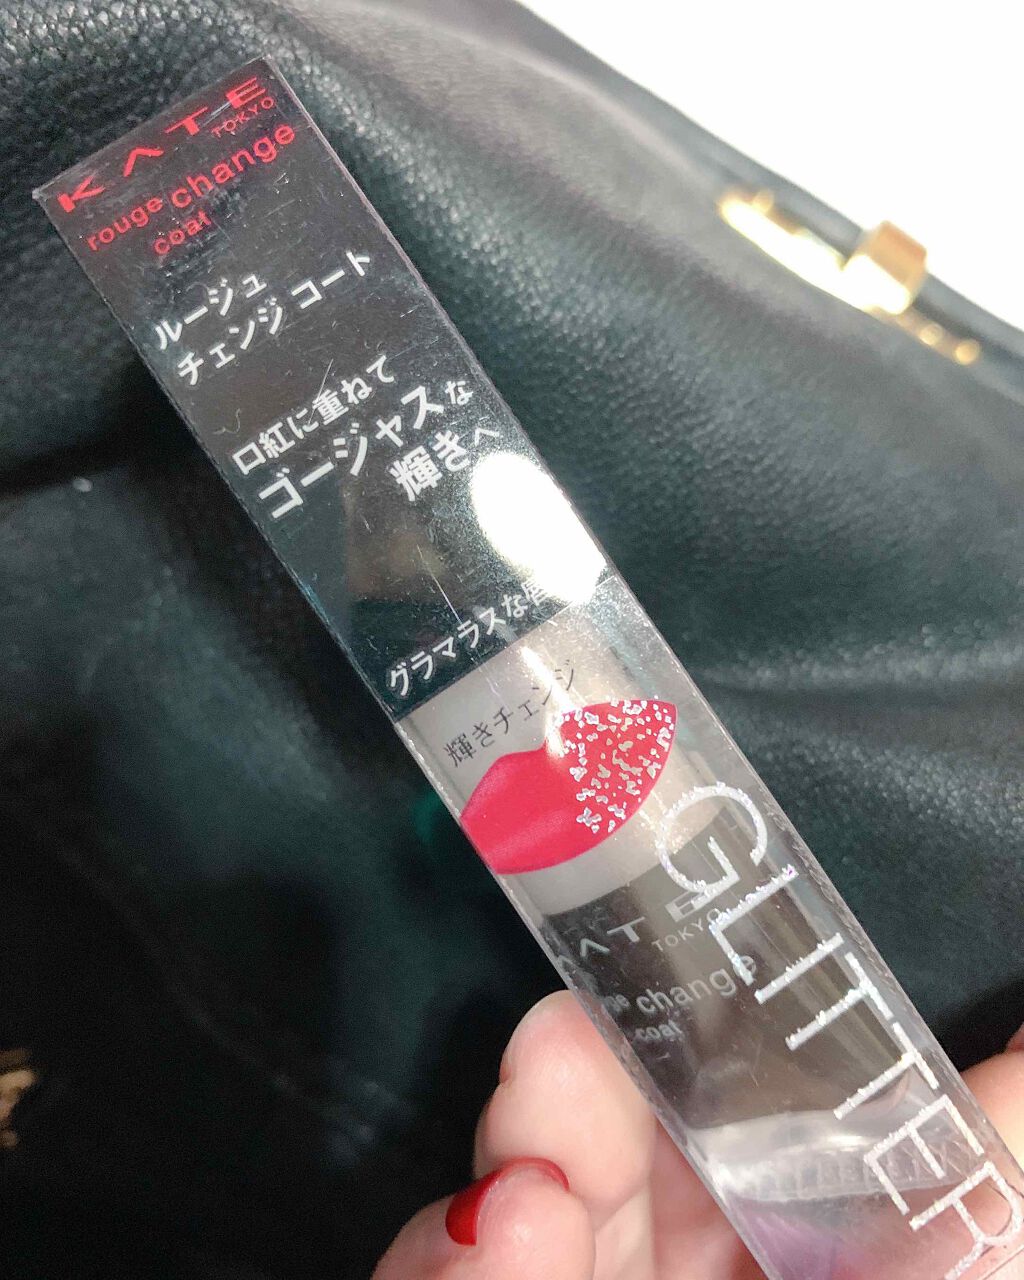 KATE
TOKYO
rouge change
coat
ルージュ
チェンジ コート
口紅に重ねて
ゴージャスな
輝きへ
グラマラスな唇
輝きチェンジ
GLITTER
KATE
TOKYO
change
coat